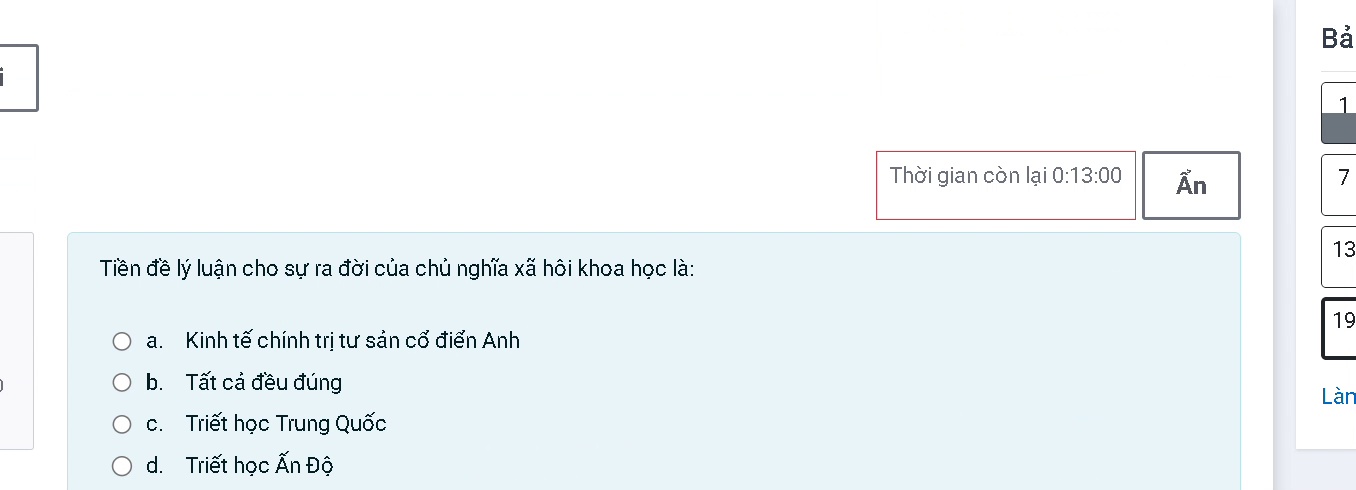 Bả
i
1
Thời gian còn lại 0:13:00
Ẩn
7
Tiền đề lý luận cho sự ra đời của chủ nghĩa xã hôi khoa học là:
13
a. Kinh tế chính trị tư sản cổ điển Anh
19
b. Tất cả đều đúng
Làn
c. Triết học Trung Quốc
d. Triết học Ấn Độ